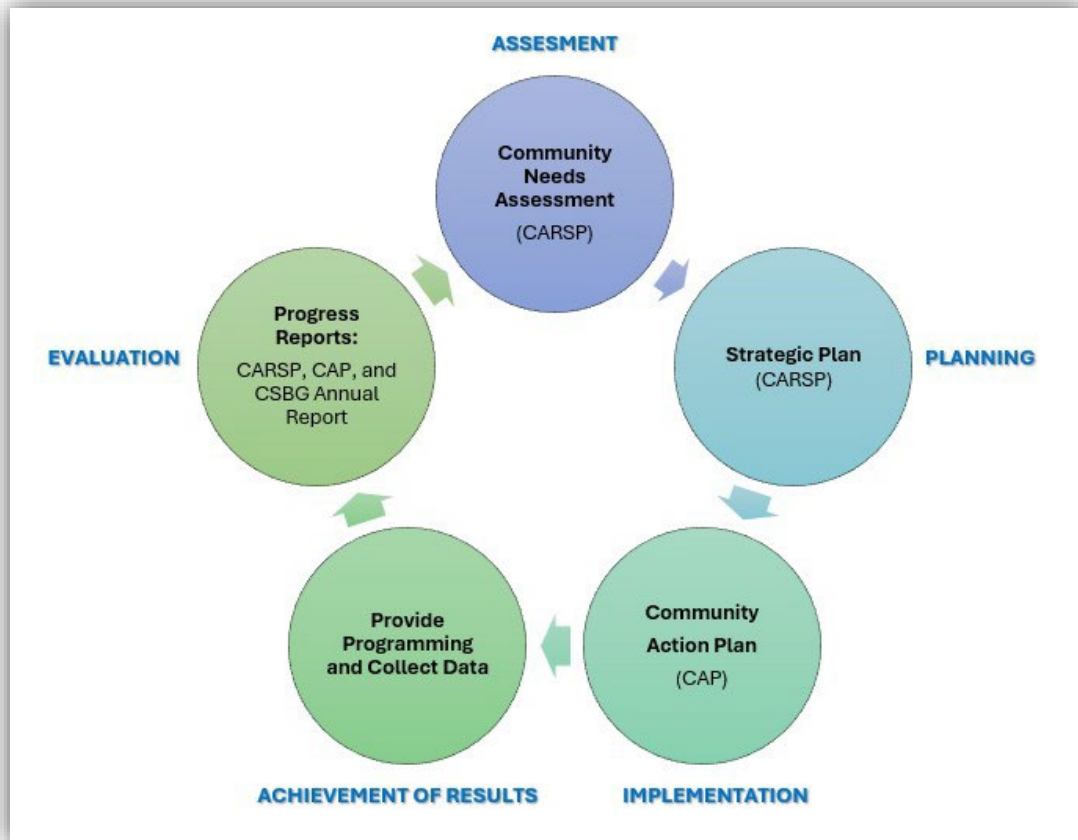 ASSESMENT
Community
Needs
Assessment
(CARSP)
Strategic Plan
(CARSP)
PLANNING
Community
Action Plan
(CAP)
IMPLEMENTATION
Provide
Programming
and Collect Data
ACHIEVEMENT OF RESULTS
Progress
Reports:
CARSP, CAP, and
CSBG Annual
Report
EVALUATION